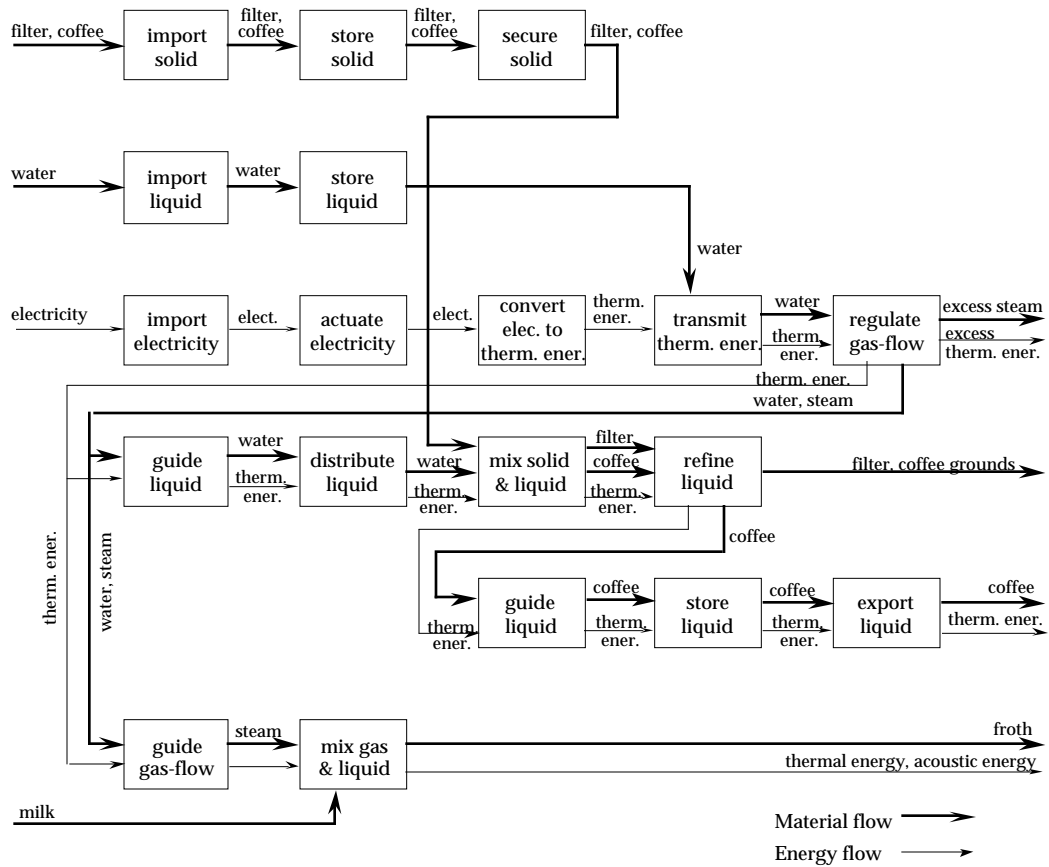 filter, coffee
import
solid
filter,
coffee
store
solid
filter,
coffee
secure
solid
filter, coffee
water
import
liquid
water
store
liquid
water
electricity
import
electricity
elect.
actuate
electricity
elect.
convert
elec. to
therm. ener.
therm.
ener.
transmit
therm. ener.
water
therm.
ener.
regulate
gas-flow
excess steam
excess
therm. ener.
therm. ener.
water, steam
guide
liquid
water
therm.
ener.
distribute
liquid
water
therm.
ener.
mix solid
& liquid
filter
coffee
therm.
ener.
refine
liquid
filter, coffee grounds
coffee
therm. ener.
water, steam
therm.
ener.
guide
liquid
coffee
therm.
ener.
store
liquid
coffee
therm.
ener.
export
liquid
coffee
therm. ener.
guide
gas-flow
steam
mix gas
& liquid
froth
thermal energy, acoustic energy
milk
Material flow
Energy flow